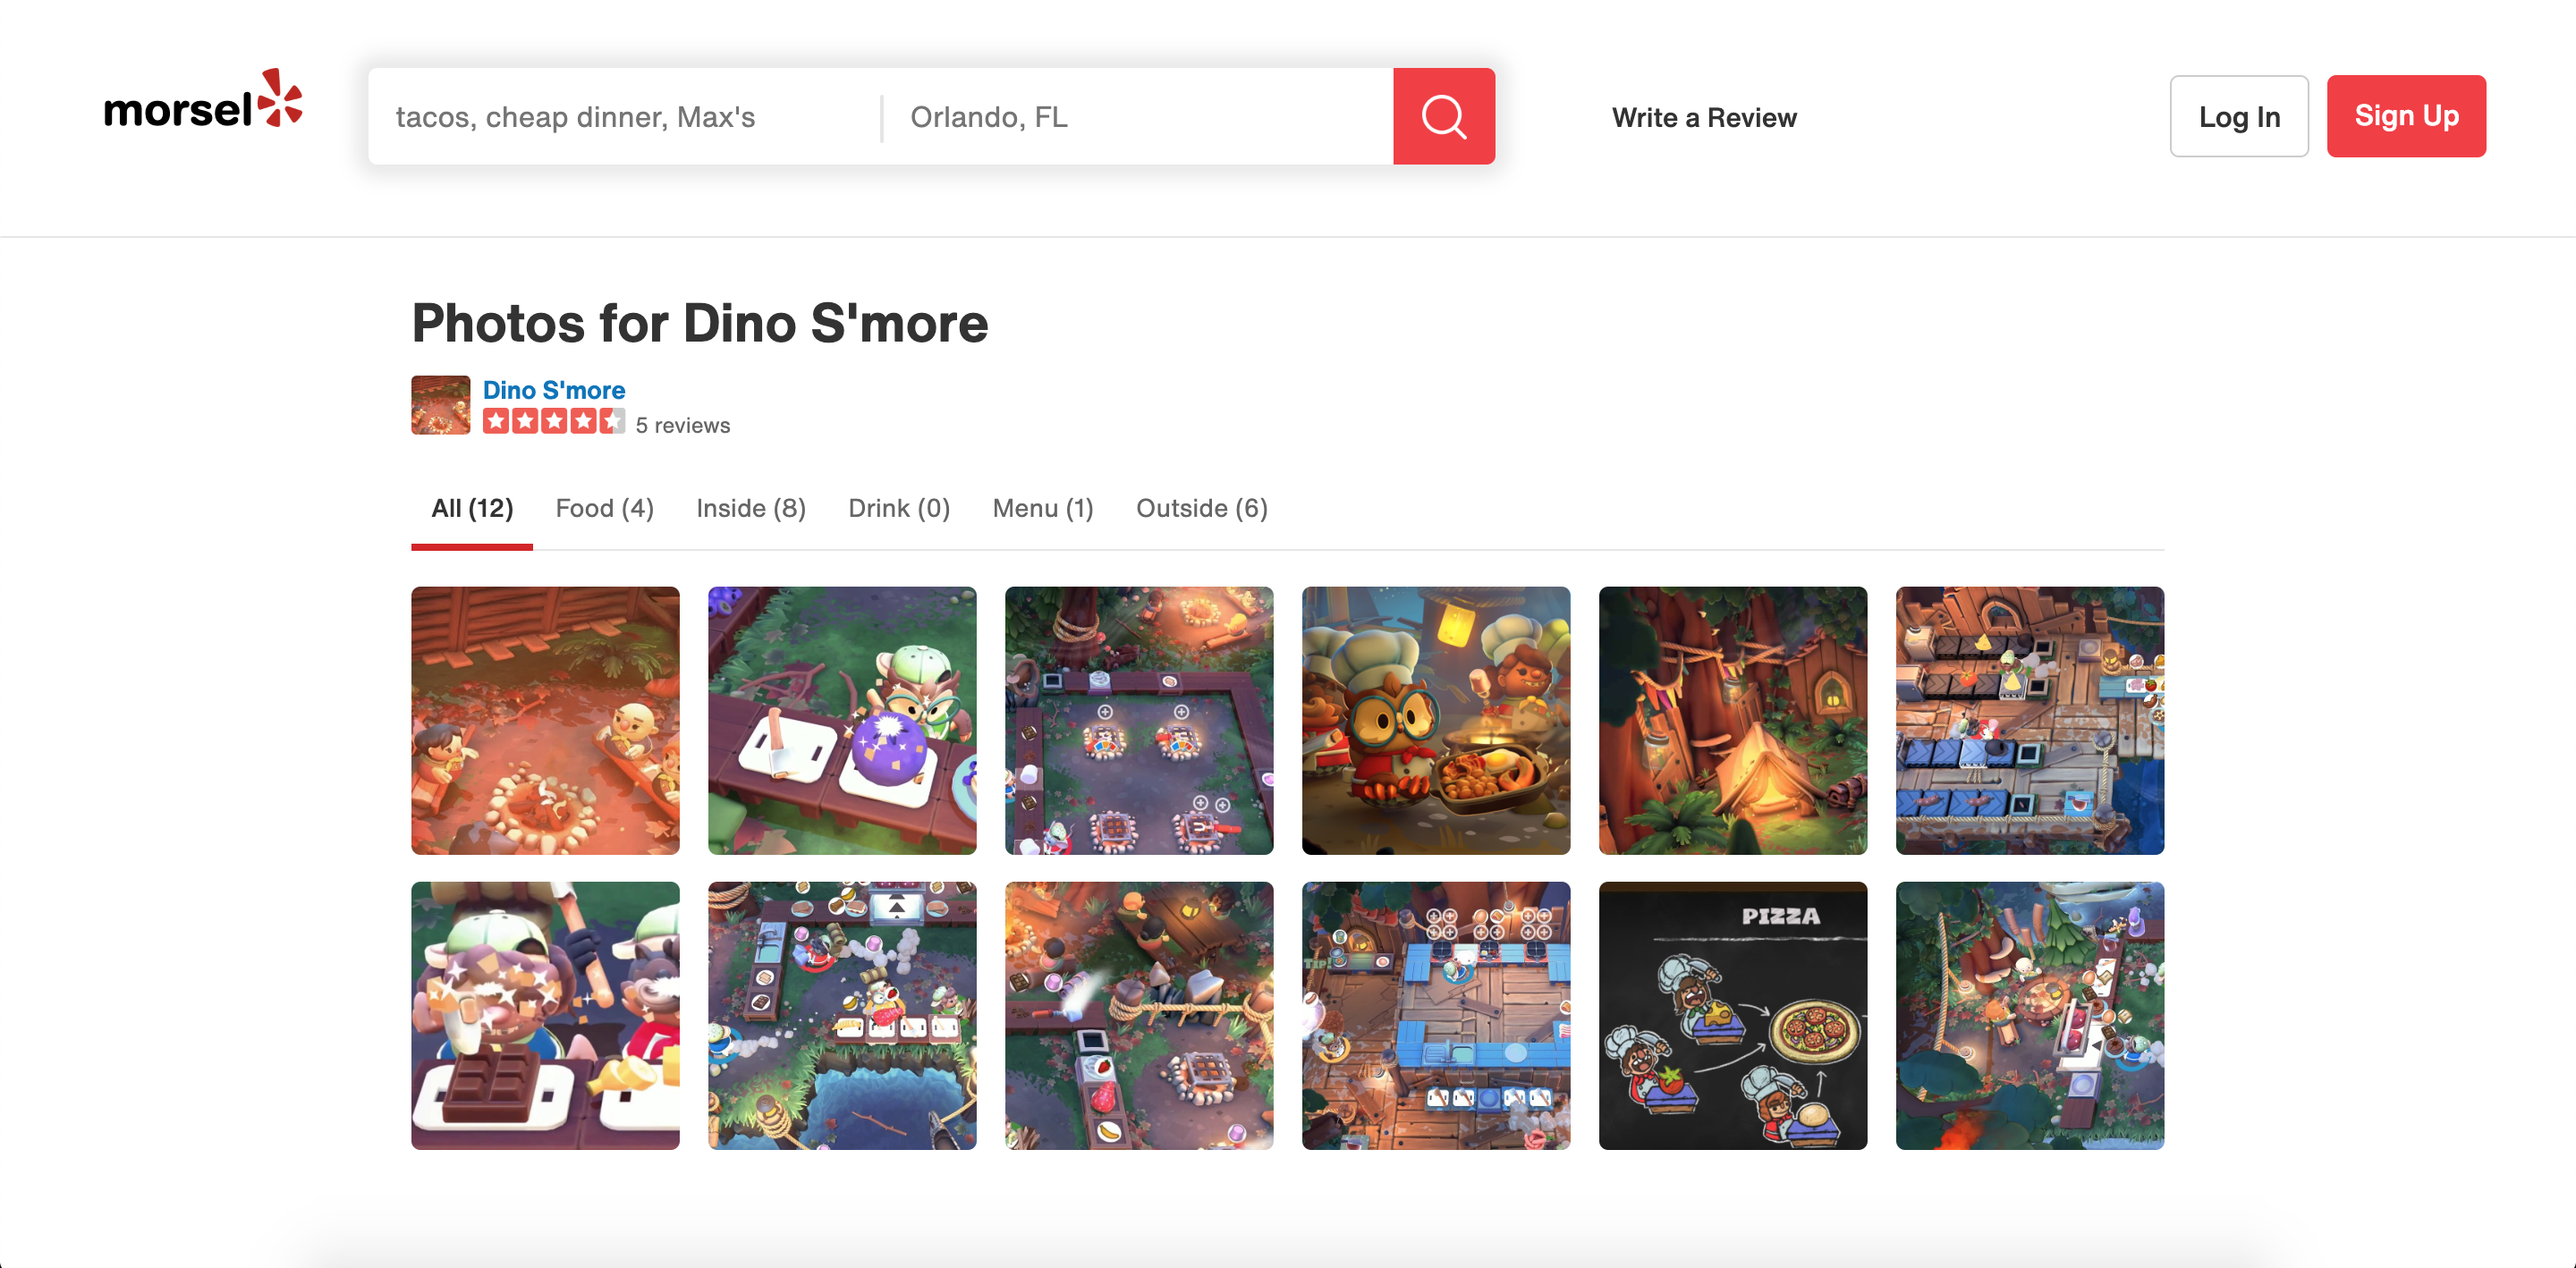 morsel
tacos, cheap dinner, Max's
Orlando, FL
Write a Review
Log In
Sign Up
Photos for Dino S'more
Dino S'more
5 reviews
All (12)
Food (4)
Inside (8)
Drink (0)
Menu (1)
Outside (6)
TIP
PIZZA